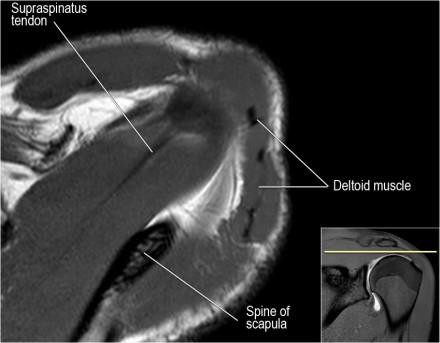 Supraspinatus
tendon
Deltoid muscle
Spine of
scapula